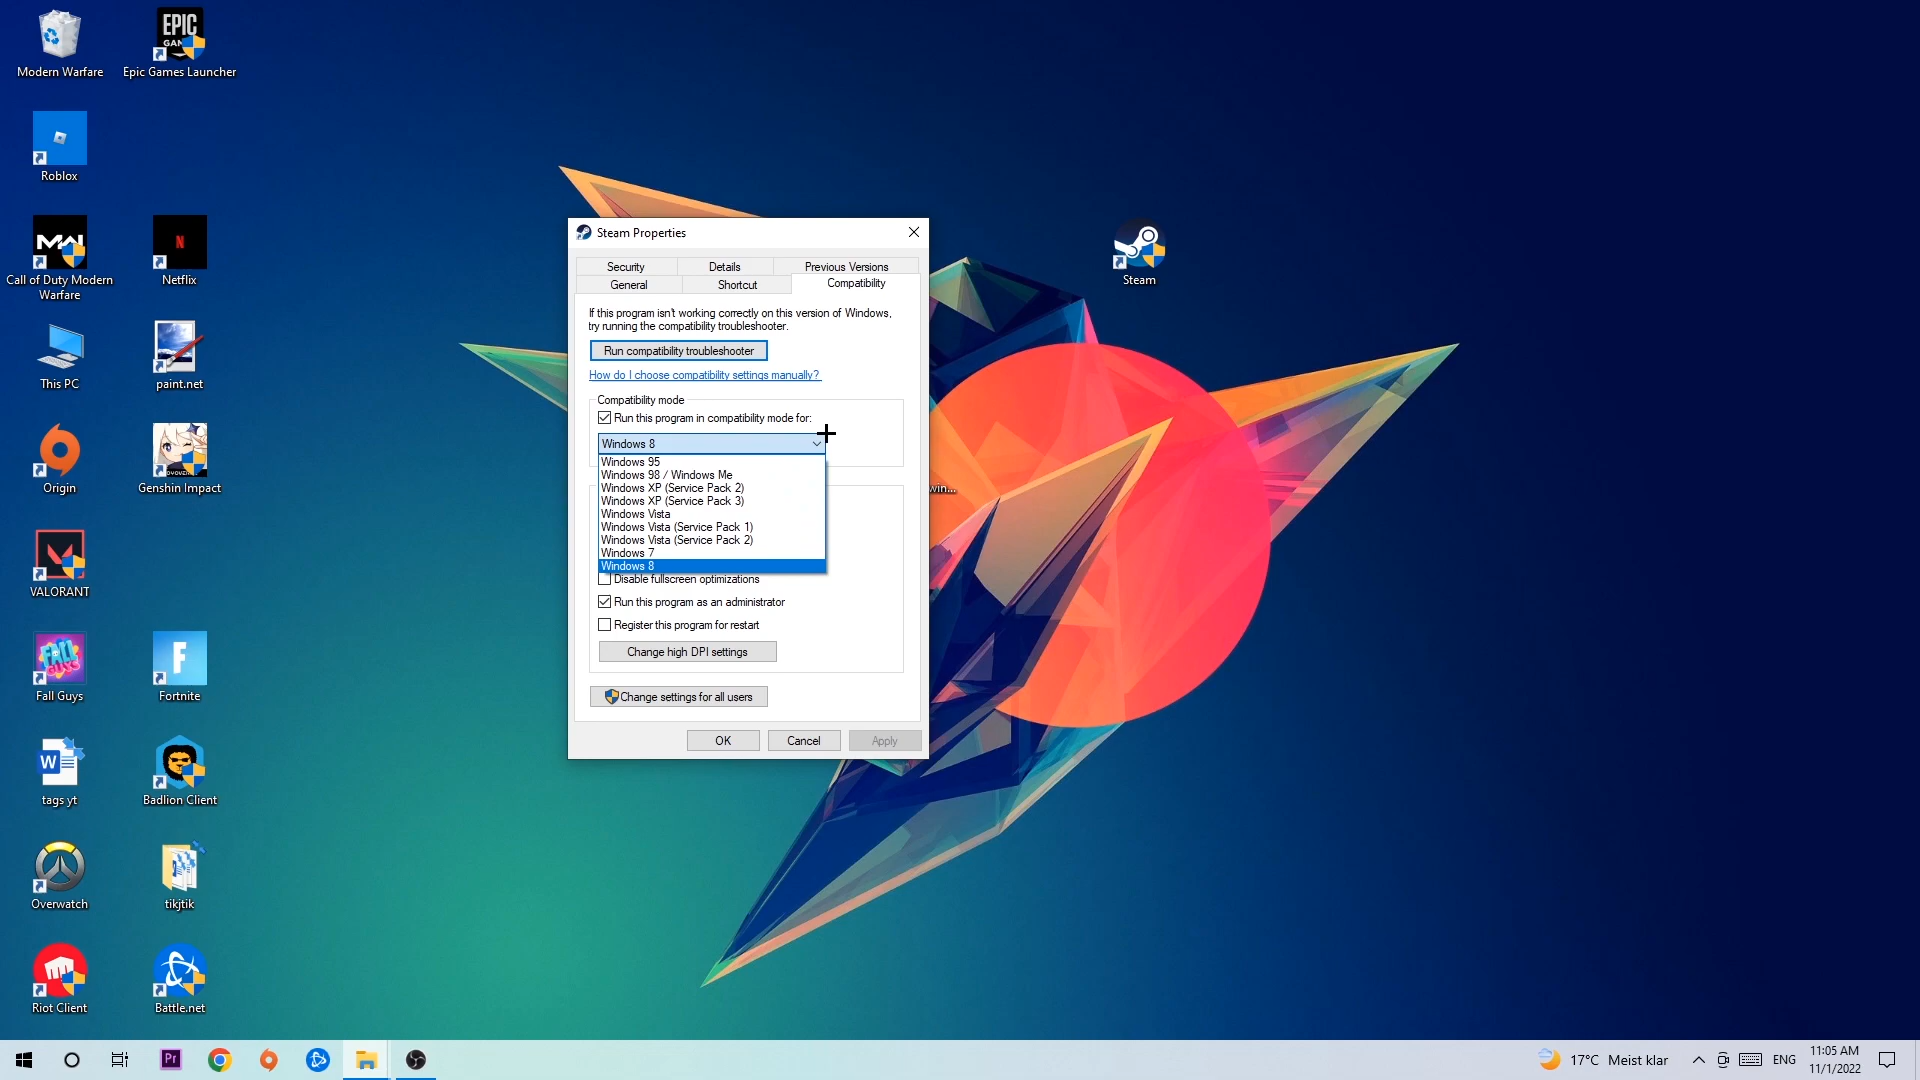 Modern Warfare
EPIC
GAMES
Epic Games Launcher
Roblox
MW
Call of Duty Modern
Warfare
N
Netflix
This PC
paint.net
Origin
Genshin Impact
VALORANT
FALL
GUYS
Fall Guys
F
Fortnite
W
tags yt
Badlion Client
Overwatch
tikjtik
Riot Client
Battle.net
Steam
win...
Steam Properties
Security
Details
Previous Versions
General
Shortcut
Compatibility
If this program isn't working correctly on this version of Windows,
try running the compatibility troubleshooter.
Run compatibility troubleshooter
How do I choose compatibility settings manually?
Compatibility mode
Run this program in compatibility mode for:
Windows 8
Windows 95
Windows 98 / Windows Me
Windows XP (Service Pack 2)
Windows XP (Service Pack 3)
Windows Vista
Windows Vista (Service Pack 1)
Windows Vista (Service Pack 2)
Windows 7
Windows 8
Disable fullscreen optimizations
Run this program as an administrator
Register this program for restart
Change high DPI settings
Change settings for all users
OK
Cancel
Apply
Pr
17°C Meist klar
ENG
11:05 AM
11/1/2022